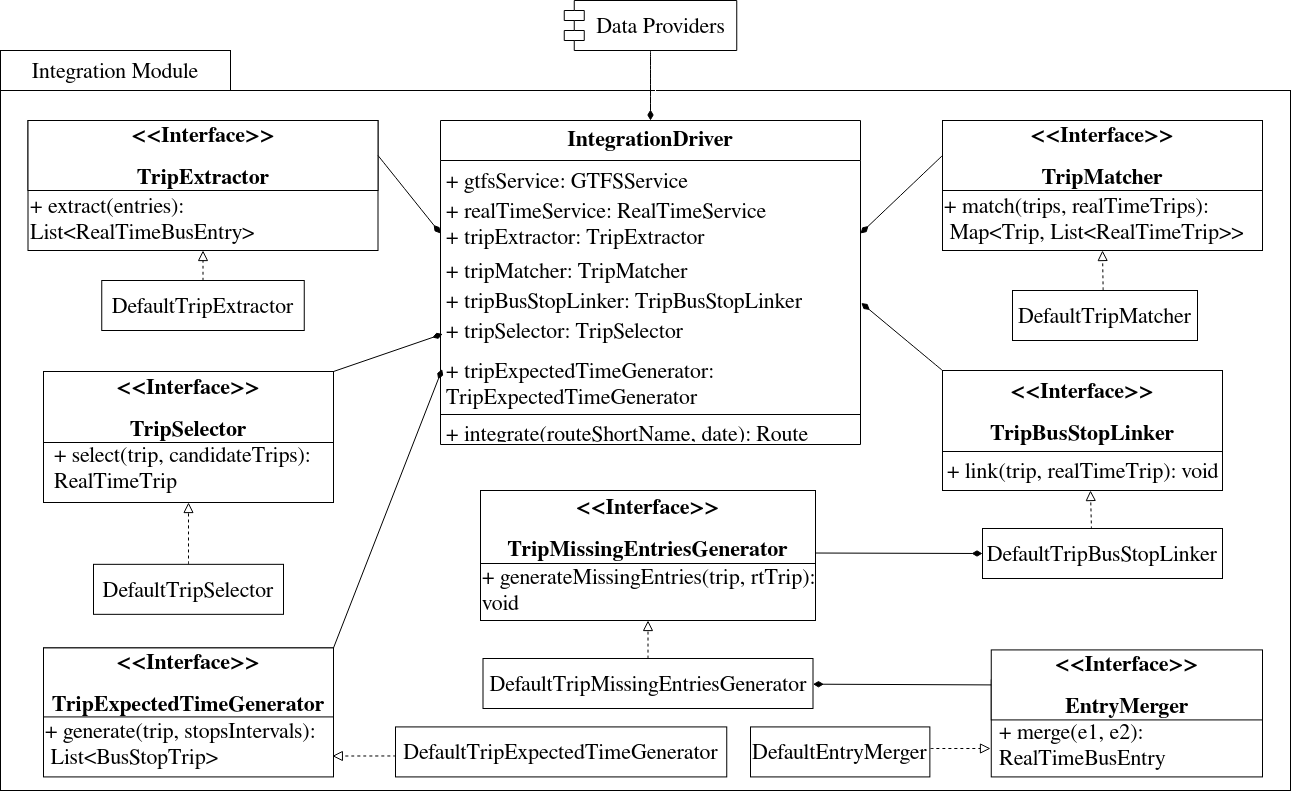 Data Providers
Integration Module
<<Interface>>
TripExtractor
+ extract(entries):
List<RealTimeBusEntry>
DefaultTripExtractor
IntegrationDriver
+ gtfsService: GTFSService
+ realTimeService: RealTimeService
+ tripExtractor: TripExtractor
+ tripMatcher: TripMatcher
+ tripBusStopLinker: TripBusStopLinker
+ tripSelector: TripSelector
+ tripExpectedTimeGenerator:
TripExpectedTimeGenerator
+ integrate(routeShortName, date): Route
<<Interface>>
TripMatcher
+ match(trips, realTimeTrips):
Map<Trip, List<RealTimeTrip>>
DefaultTripMatcher
<<Interface>>
TripSelector
+ select(trip, candidateTrips):
RealTimeTrip
DefaultTripSelector
<<Interface>>
TripBusStopLinker
+ link(trip, realTimeTrip): void
DefaultTripBusStopLinker
<<Interface>>
TripMissingEntriesGenerator
+ generateMissingEntries(trip, rtTrip):
void
DefaultTripMissingEntriesGenerator
<<Interface>>
TripExpectedTimeGenerator
+ generate(trip, stopsIntervals):
List<BusStopTrip>
DefaultTripExpectedTimeGenerator
DefaultEntryMerger
<<Interface>>
EntryMerger
+ merge(e1, e2):
RealTimeBusEntry